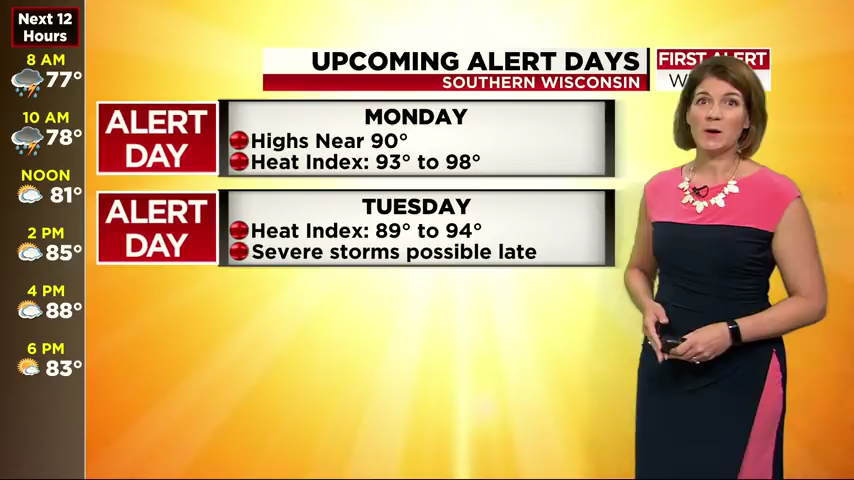 Next 12
Hours
8 AM
77°
10 AM
78°
NOON
81°
2 PM
85°
4 PM
88°
6 PM
83°
UPCOMING ALERT DAYS
SOUTHERN WISCONSIN
FIRST ALERT
ALERT
DAY
MONDAY
Highs Near 90°
Heat Index: 93° to 98°
ALERT
DAY
TUESDAY
Heat Index: 89° to 94°
Severe storms possible late